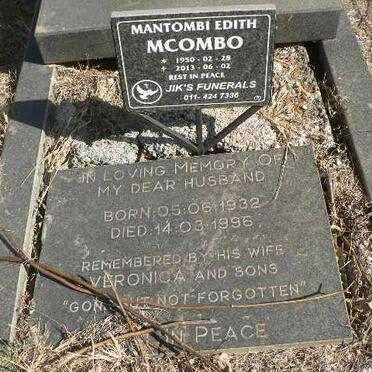 MANTOMBI EDITH
MCOMBO
* 1950 - 02 - 28
+ 2013 - 06 - 02
REST IN PEACE
JIK'S FUNERALS
011- 424 7336
IN LOVING MEMORY OF
MY DEAR HUSBAND
BORN: 05.06.1932
DIED: 14.03.1996
REMEMBERED BY HIS WIFE
VERONICA AND SONS
"GONE BUT NOT FORGOTTEN"
IN PEACE